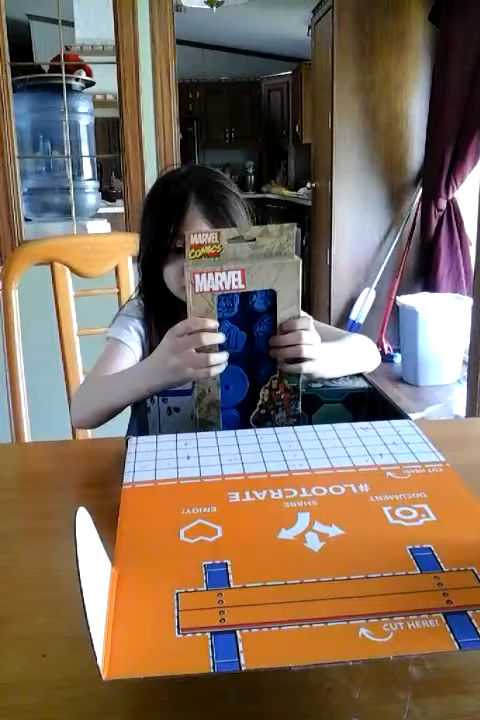 MARVEL
COMICS
MARVEL
CUT HERE!
DOCUMENT
SHARE
ENJOY!
#LOOTCRATE
CUT HERE!